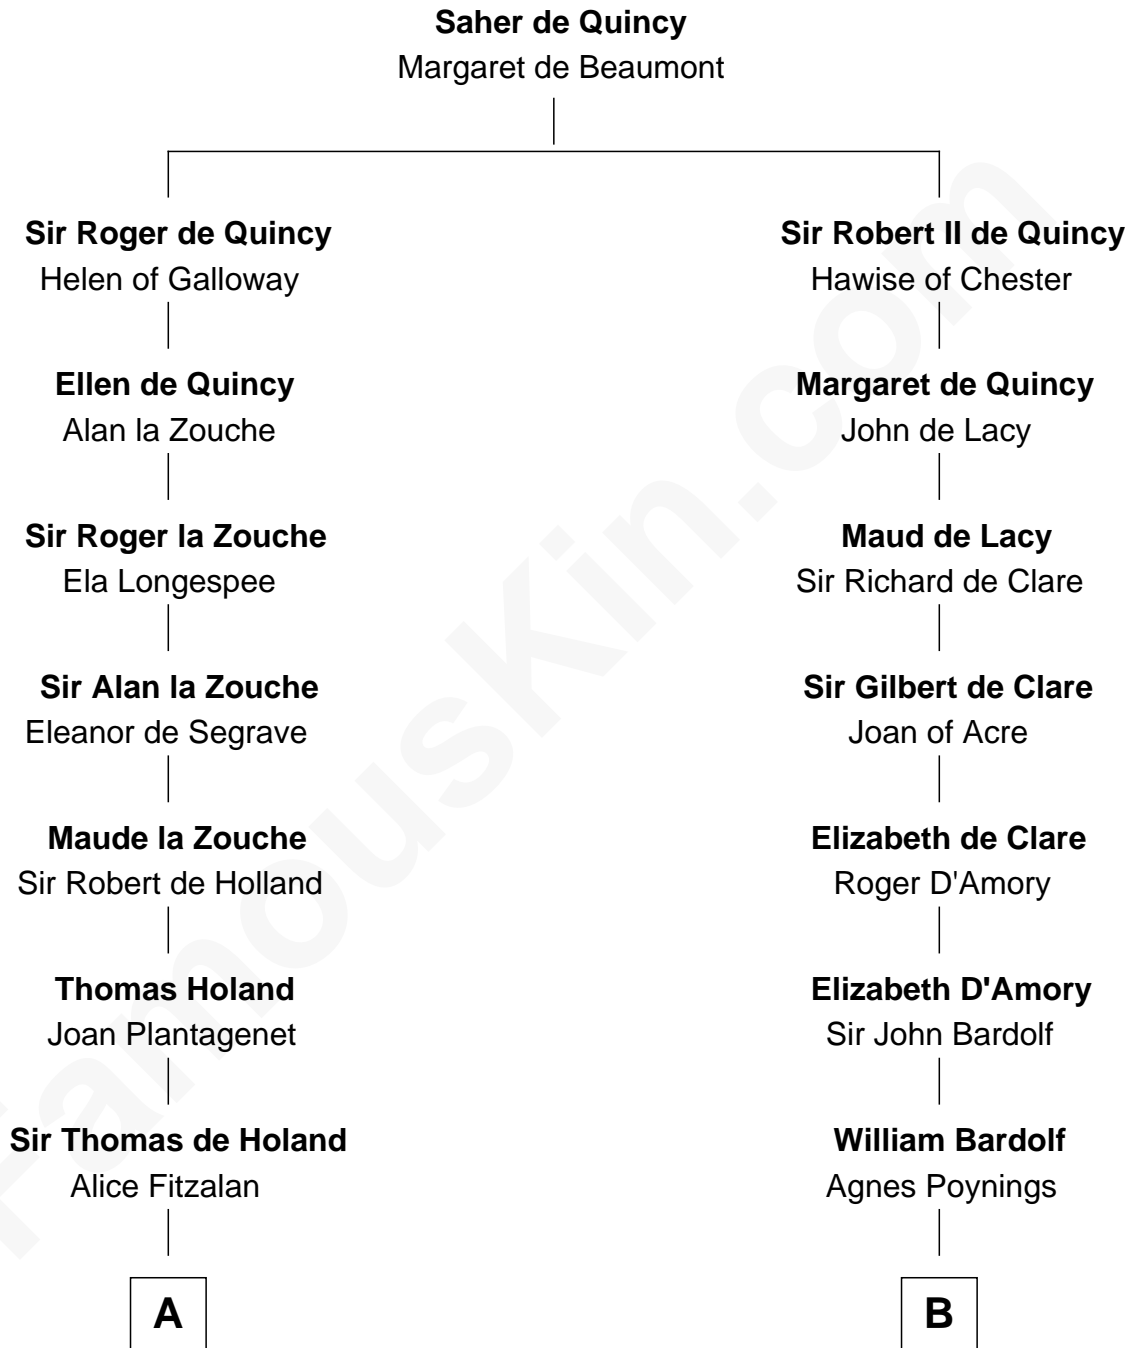 Saher de Quincy
Margaret de Beaumont
Sir Roger de Quincy
Helen of Galloway
Sir Robert II de Quincy
Hawise of Chester
Ellen de Quincy
Alan la Zouche
Margaret de Quincy
John de Lacy
Sir Roger la Zouche
Ela Longespee
Maud de Lacy
Sir Richard de Clare
Sir Alan la Zouche
Eleanor de Segrave
Sir Gilbert de Clare
Joan of Acre
Maude la Zouche
Sir Robert de Holland
Elizabeth de Clare
Roger D'Amory
Thomas Holand
Joan Plantagenet
Elizabeth D'Amory
Sir John Bardolf
Sir Thomas de Holand
Alice Fitzalan
William Bardolf
Agnes Poynings
A
B
FamousKin.com